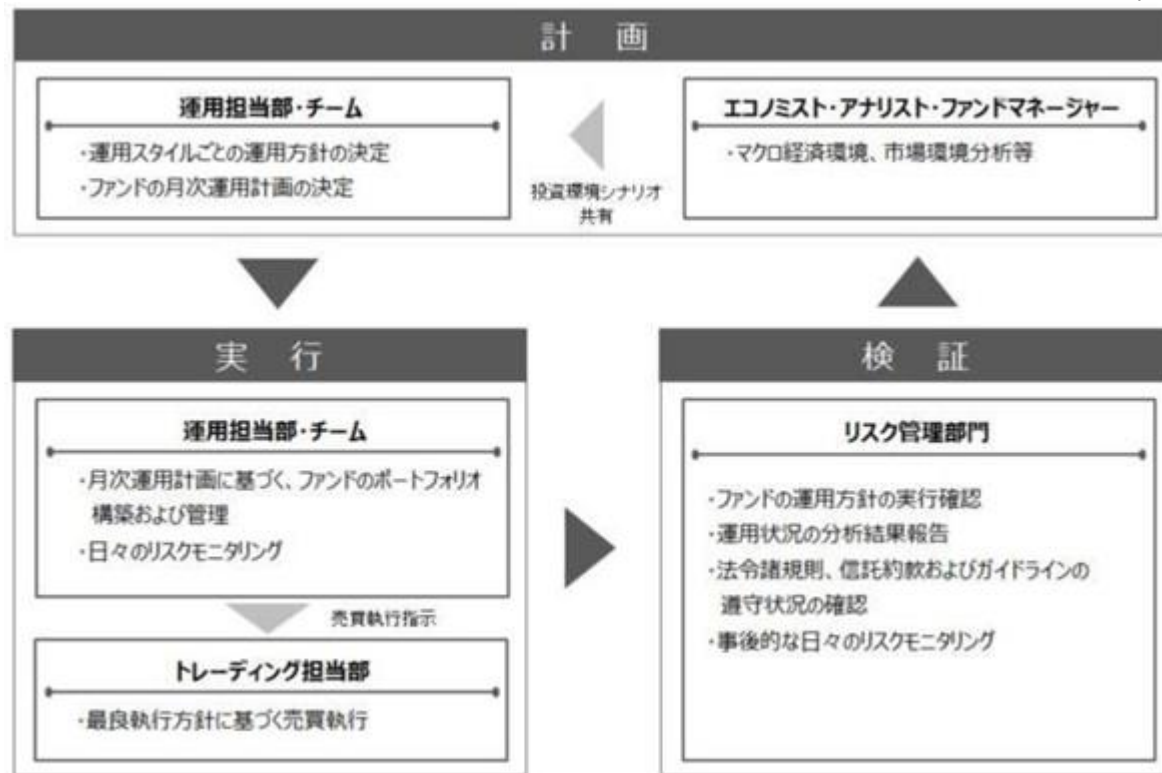 計 画
運用担当部・チーム
・運用スタイルごとの運用方針の決定
・ファンドの月次運用計画の決定
投資環境シナリオ
共有
エコノミスト・アナリスト・ファンドマネージャー
・マクロ経済環境、市場環境分析等
実 行
運用担当部・チーム
・月次運用計画に基づく、ファンドのポートフォリオ
構築および管理
・日々のリスクモニタリング
売買執行指示
トレーディング担当部
・最良執行方針に基づく売買執行
検 証
リスク管理部門
・ファンドの運用方針の実行確認
・運用状況の分析結果報告
・法令諸規則、信託約款およびガイドラインの
遵守状況の確認
・事後的な日々のリスクモニタリング